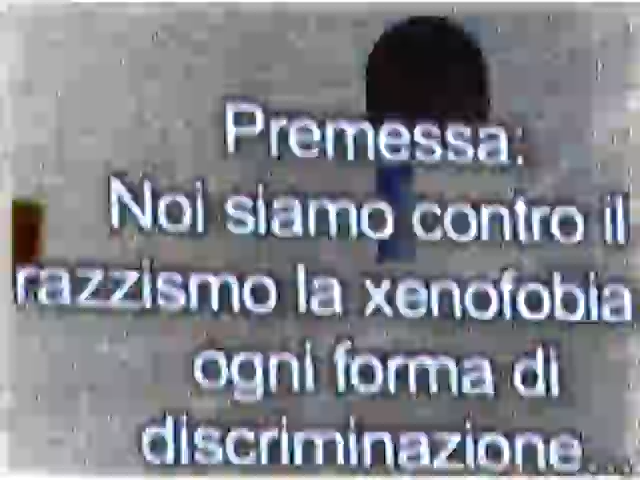 Premessa:
Noi siamo contro il
razzismo la xenofobia
ogni forma di
discriminazione...